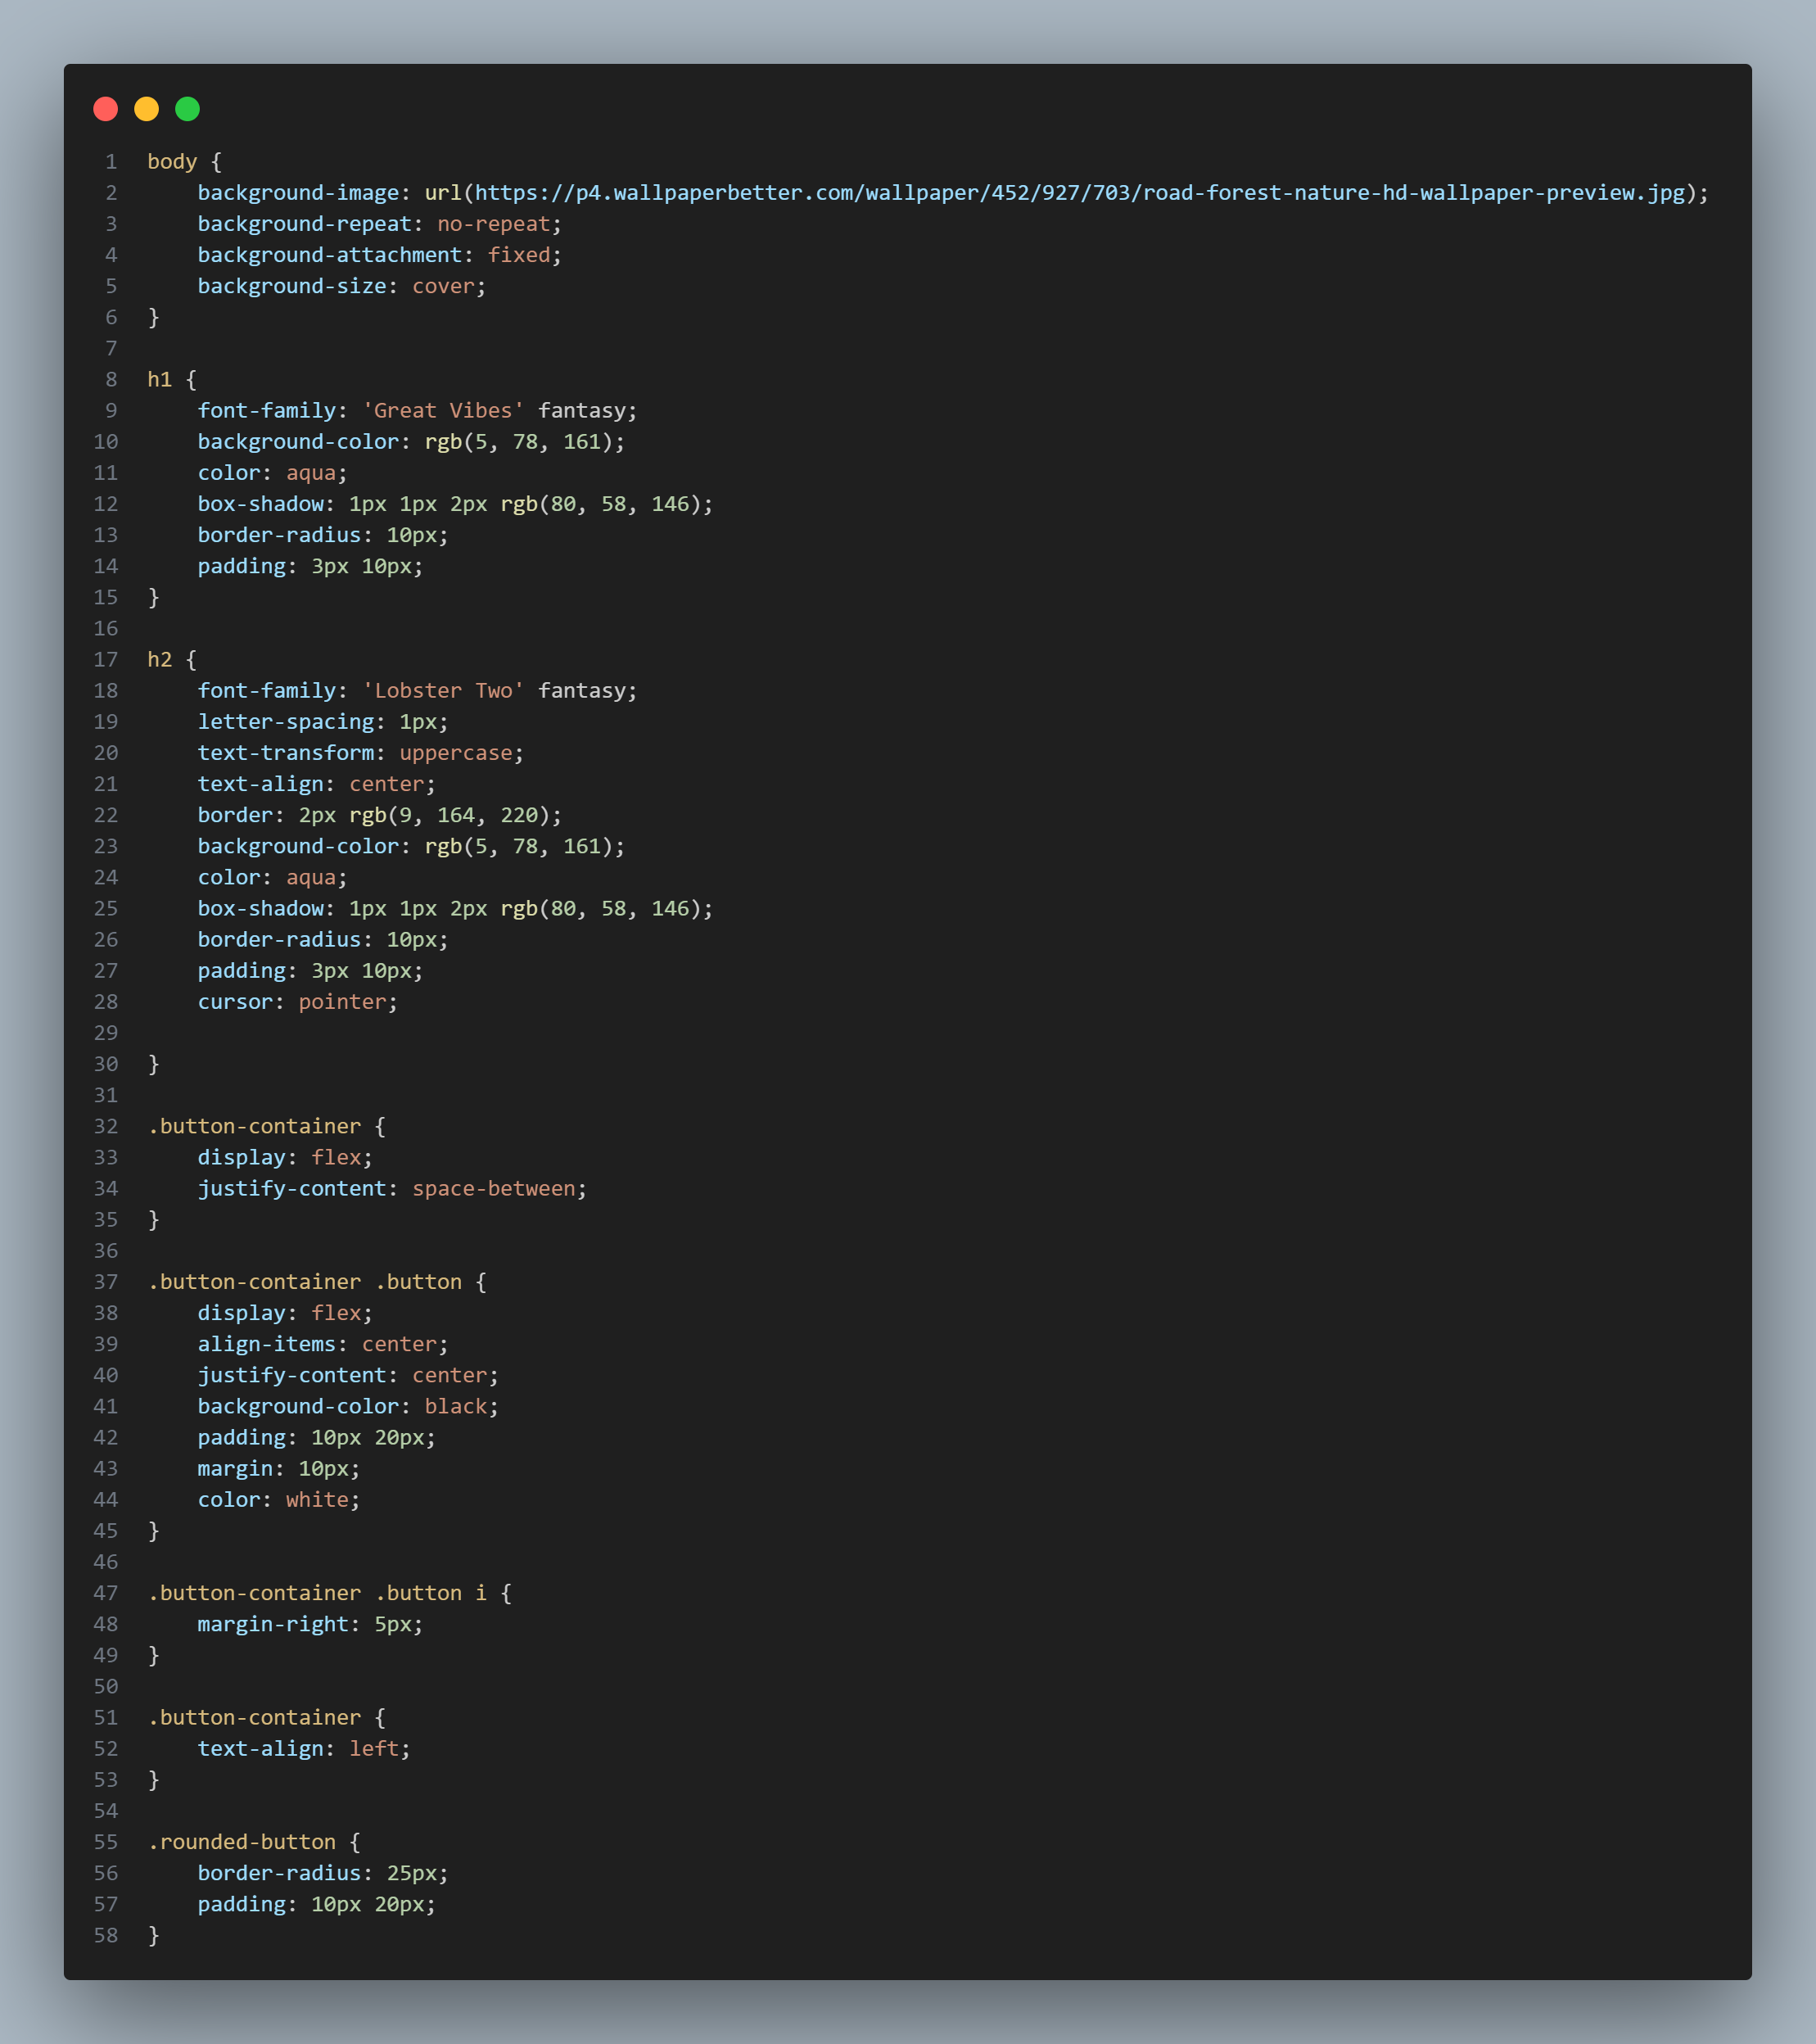 1 body {
2     background-image: url(https://p4.wallpaperbetter.com/wallpaper/452/927/703/road-forest-nature-hd-wallpaper-preview.jpg);
3     background-repeat: no-repeat;
4     background-attachment: fixed;
5     background-size: cover;
6 }
7
8 h1 {
9     font-family: 'Great Vibes' fantasy;
10     background-color: rgb(5, 78, 161);
11     color: aqua;
12     box-shadow: 1px 1px 2px rgb(80, 58, 146);
13     border-radius: 10px;
14     padding: 3px 10px;
15 }
16
17 h2 {
18     font-family: 'Lobster Two' fantasy;
19     letter-spacing: 1px;
20     text-transform: uppercase;
21     text-align: center;
22     border: 2px rgb(9, 164, 220);
23     background-color: rgb(5, 78, 161);
24     color: aqua;
25     box-shadow: 1px 1px 2px rgb(80, 58, 146);
26     border-radius: 10px;
27     padding: 3px 10px;
28     cursor: pointer;
29
30 }
31
32 .button-container {
33     display: flex;
34     justify-content: space-between;
35 }
36
37 .button-container .button {
38     display: flex;
39     align-items: center;
40     justify-content: center;
41     background-color: black;
42     padding: 10px 20px;
43     margin: 10px;
44     color: white;
45 }
46
47 .button-container .button i {
48     margin-right: 5px;
49 }
50
51 .button-container {
52     text-align: left;
53 }
54
55 .rounded-button {
56     border-radius: 25px;
57     padding: 10px 20px;
58 }